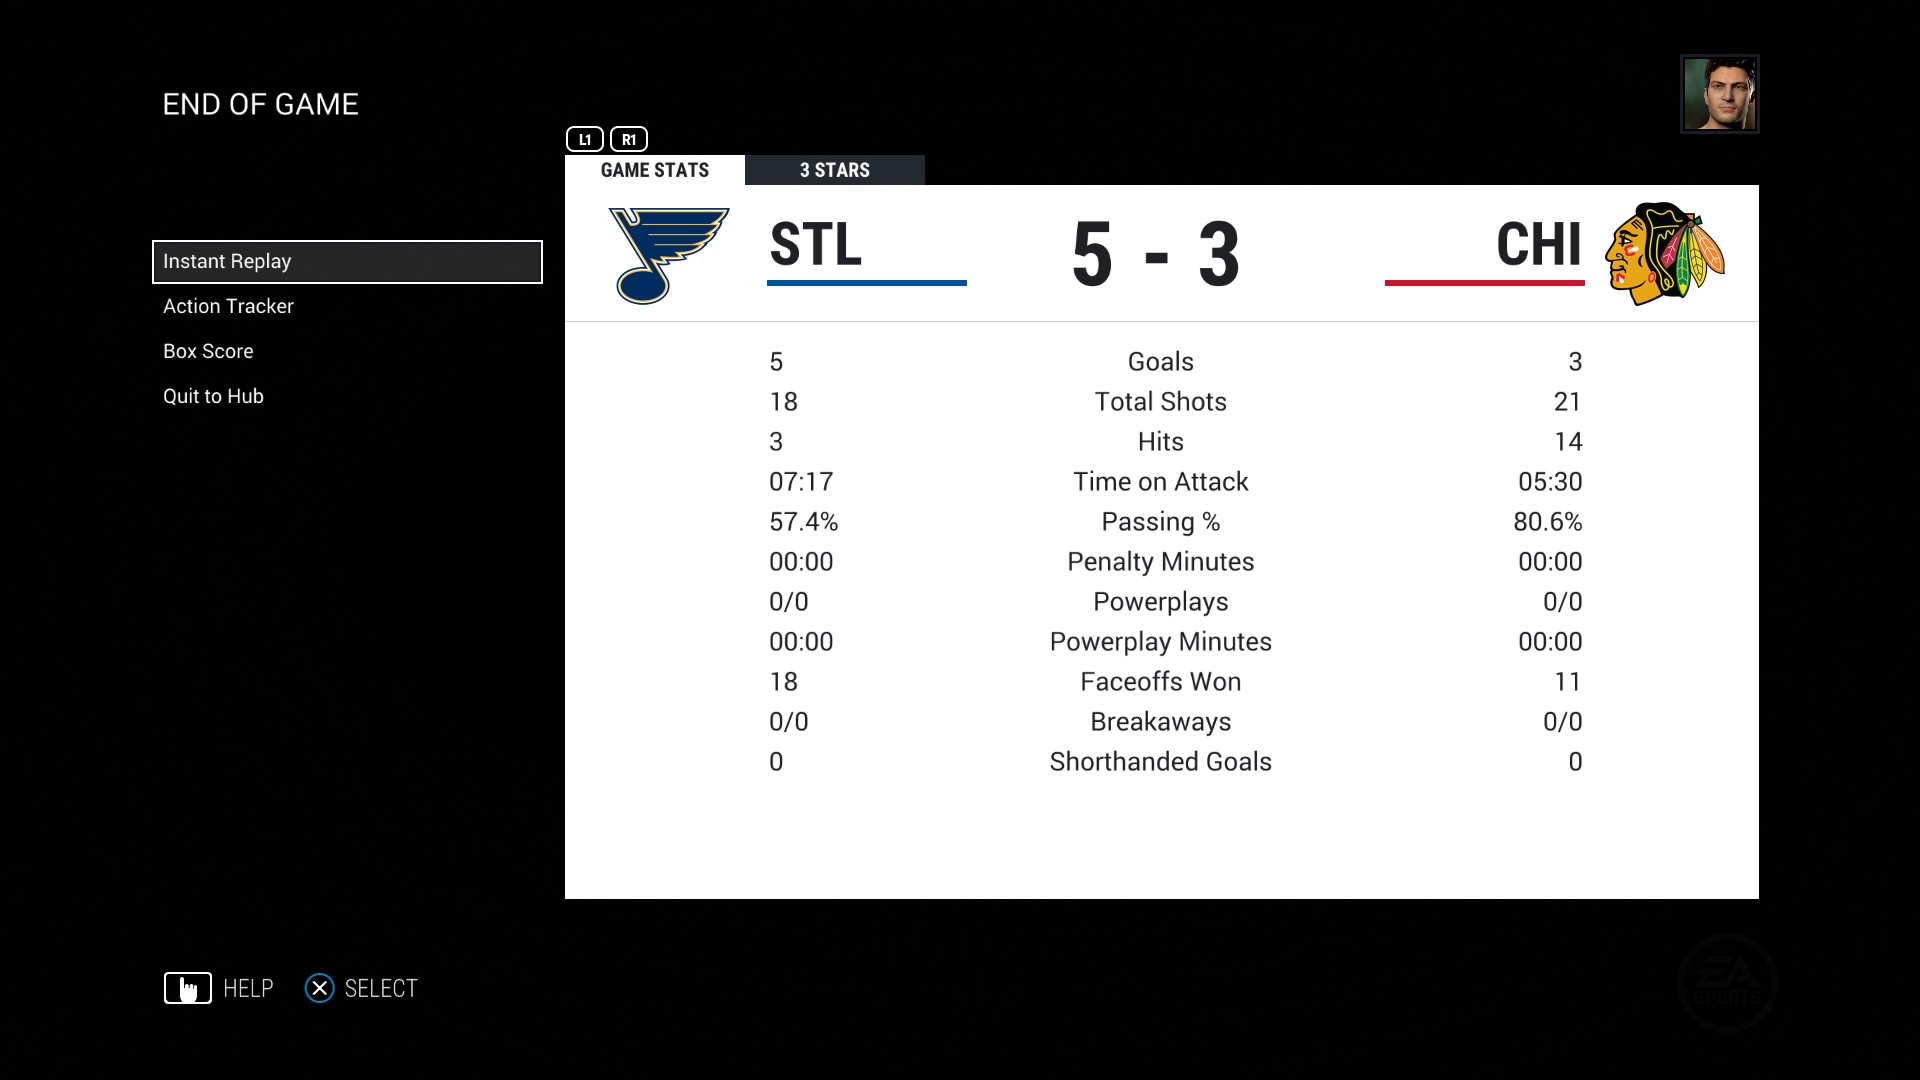 END OF GAME
L1 R1
GAME STATS 3 STARS
STL 5 - 3 CHI
Instant Replay
Action Tracker
Box Score
Quit to Hub
5 Goals 3
18 Total Shots 21
3 Hits 14
07:17 Time on Attack 05:30
57.4% Passing % 80.6%
00:00 Penalty Minutes 00:00
0/0 Powerplays 0/0
00:00 Powerplay Minutes 00:00
18 Faceoffs Won 11
0/0 Breakaways 0/0
0 Shorthanded Goals 0
HELP SELECT
EA
SPORTS